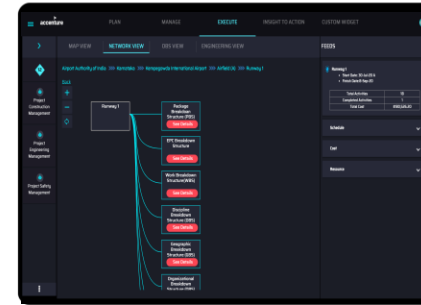 accenture
PLAN
MANAGE
EXECUTE
INSIGHT TO ACTION
CUSTOM WIDGET
MAP VIEW
NETWORK VIEW
DBS VIEW
ENGINEERING VIEW
FEEDS
Airport Authority of India >>> Karnataka >>> Kempegowda International Airport >>> Airfield (A) >>> Runway 1
Runway 1
Total Activities
Completed Activities
Total Cost
Project
Construction
Management
Project
Engineering
Management
Project Safety
Management
Runway 1
Package
Breakdown
Structure (PBS)
See Details
EPS Breakdown
Structure
See Details
Work Breakdown
Structure(WBS)
See Details
Discipline
Breakdown
Structure (DBS)
See Details
Geographic
Breakdown
Structure (GBS)
See Details
Organizational
Breakdown
Schedule
Cost
Resource